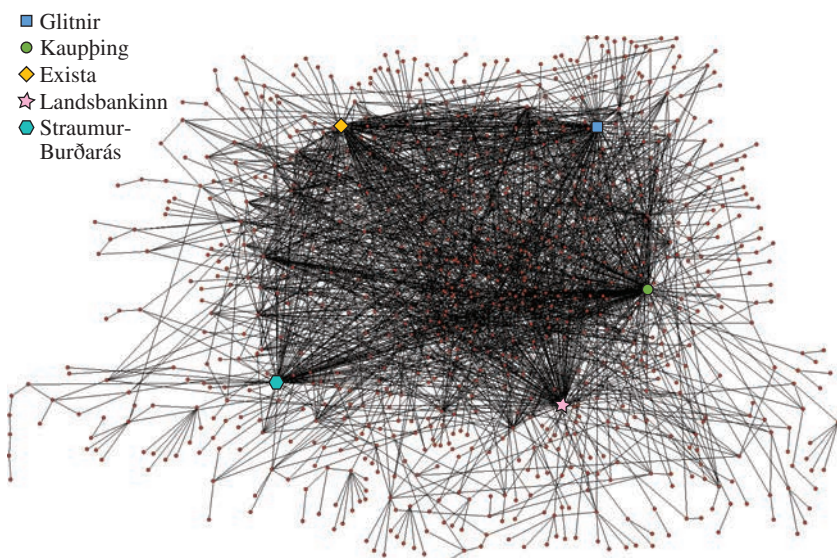 Glitnir
Kaupþing
Exista
Landsbankinn
Straumur-
Burðarás